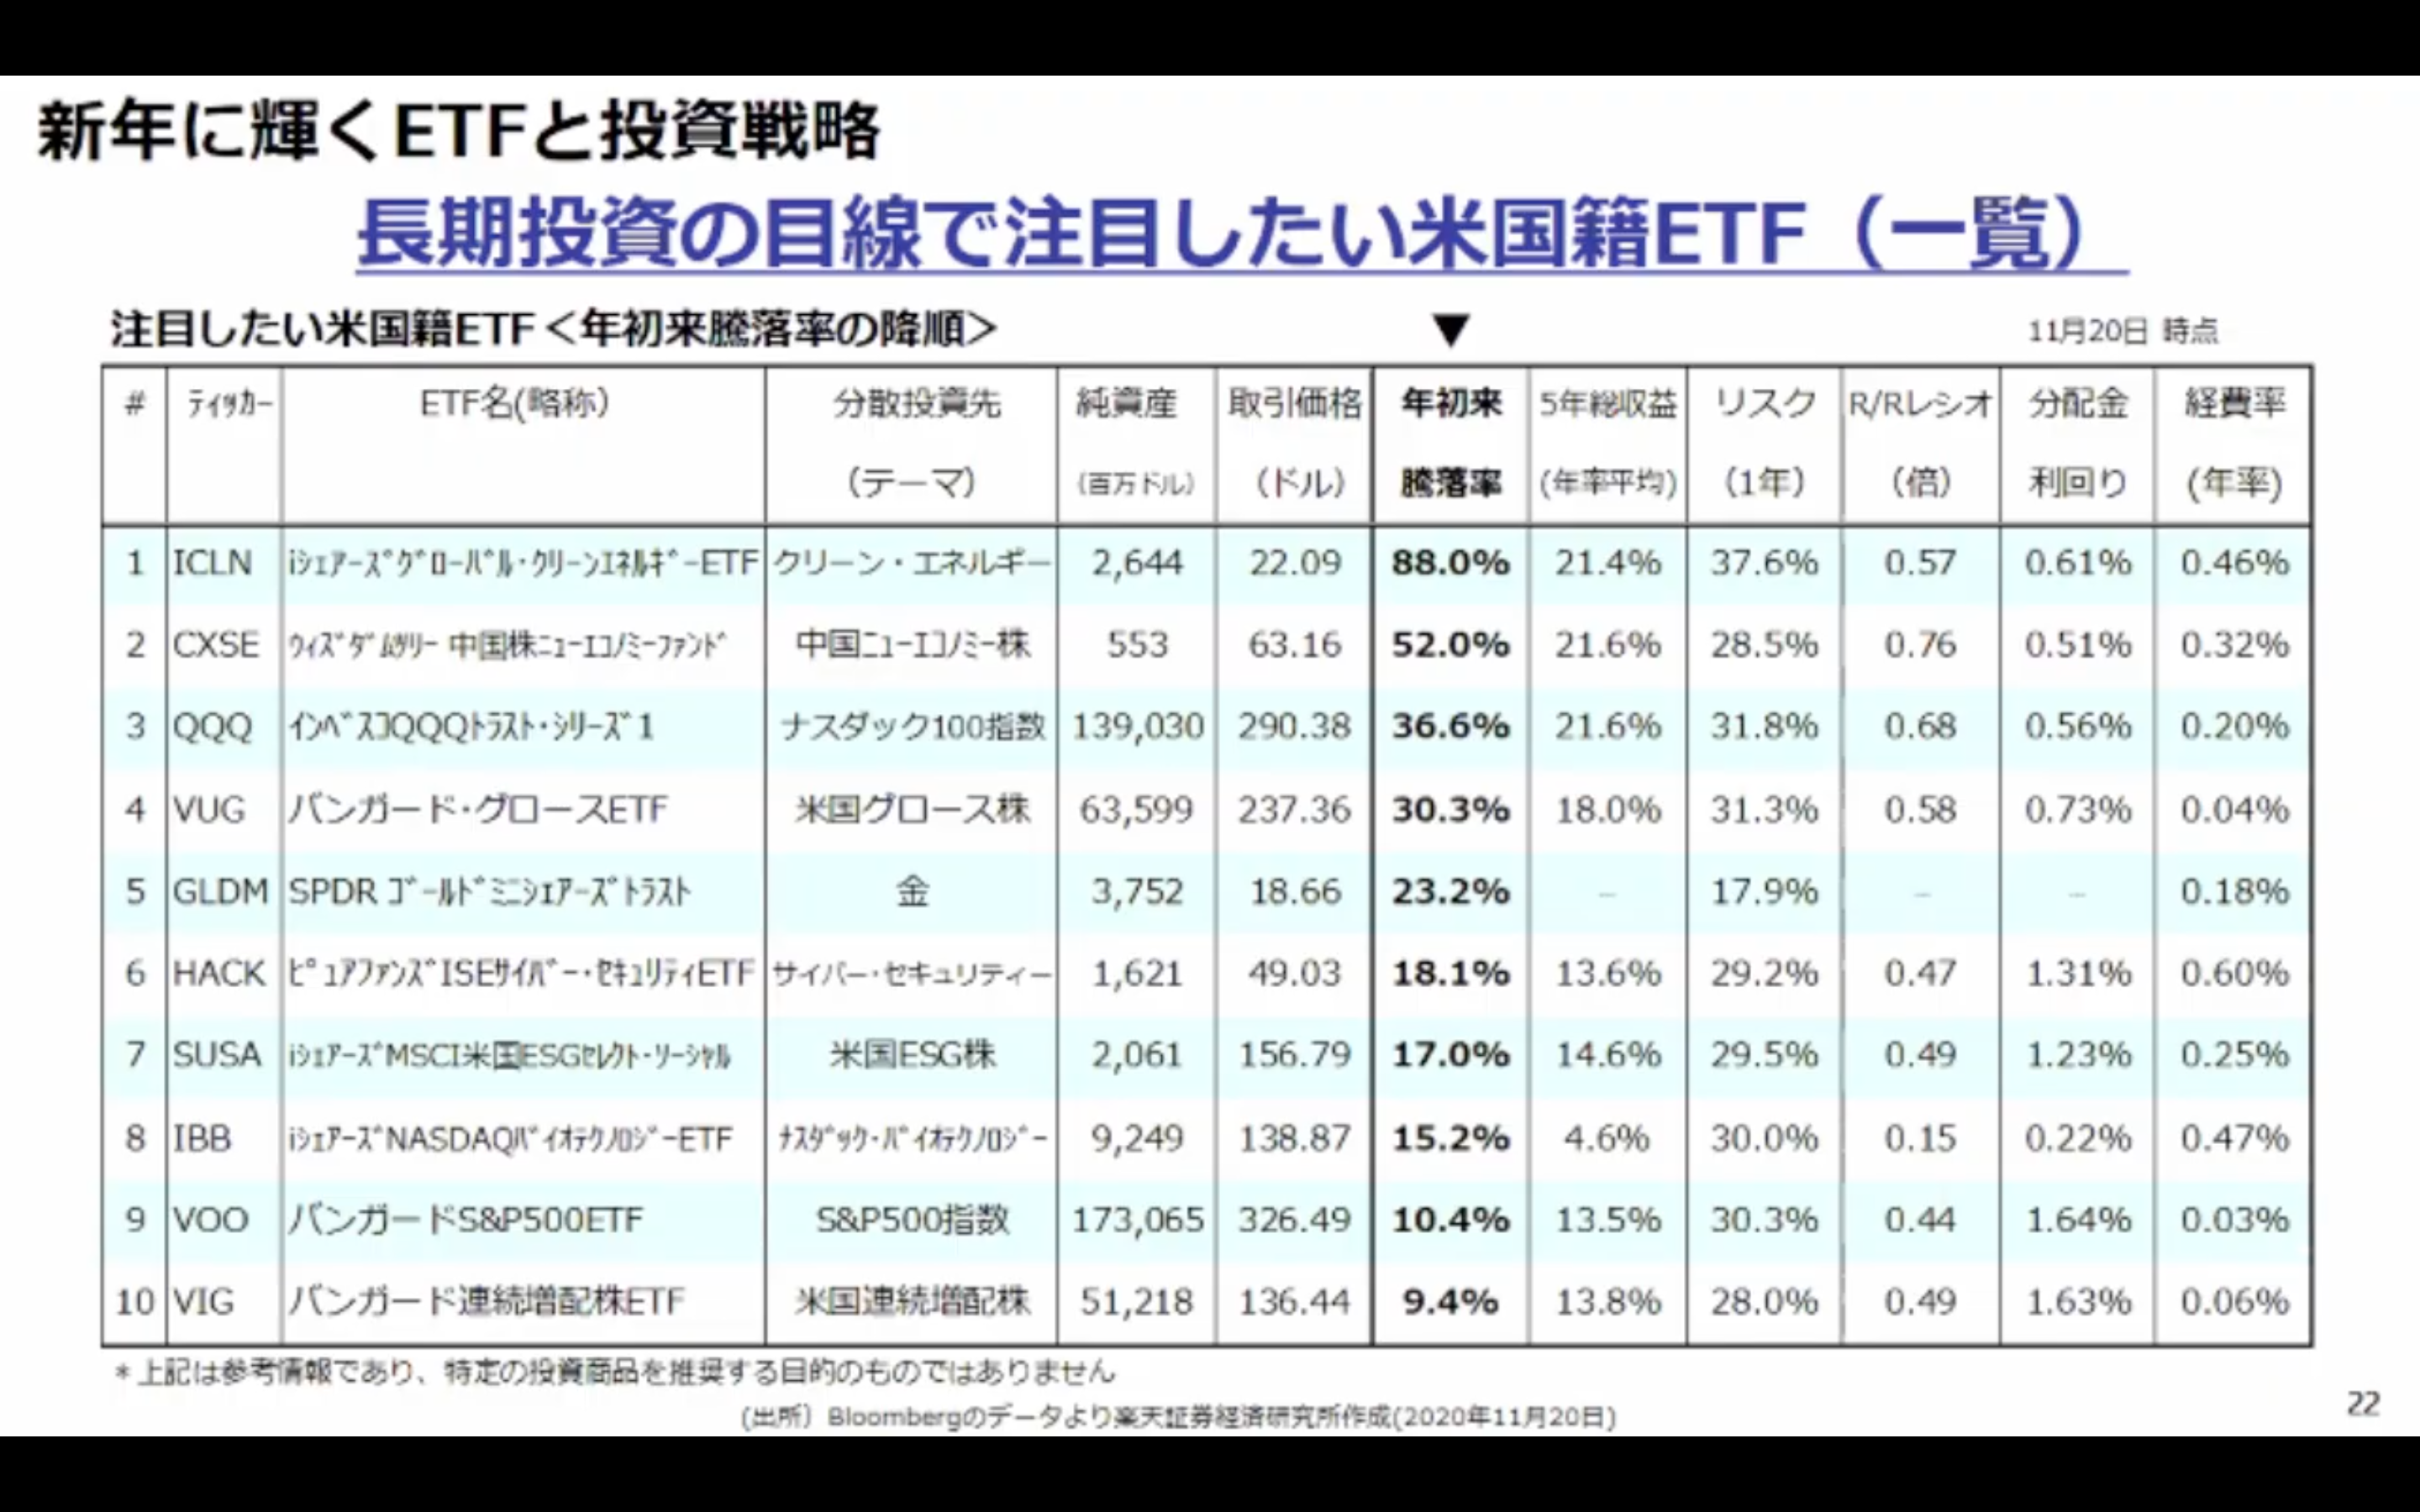 新年に輝くETFと投資戦略
長期投資の目線で注目したい米国籍ETF（一覧）
注目したい米国籍ETF＜年初来騰落率の降順＞ ▼ 11月20日 時点
# ﾃｨｯｶｰ ETF名(略称) 分散投資先 純資産 取引価格 年初来 5年総収益 リスク R/Rレシオ 分配金 経費率
（テーマ） (百万ドル) （ドル） 騰落率 (年率平均) （1年） （倍） 利回り (年率)
1 ICLN iｼｪｱｰｽﾞｸﾞﾛｰﾊﾞﾙ･ｸﾘｰﾝｴﾈﾙｷﾞｰETF クリーン・エネルギー 2,644 22.09 88.0% 21.4% 37.6% 0.57 0.61% 0.46%
2 CXSE ｳｨｽﾞﾀﾞﾑﾂﾘｰ 中国株ﾆｭｰｴｺﾉﾐｰﾌｧﾝﾄﾞ 中国ﾆｭｰｴｺﾉﾐｰ株 553 63.16 52.0% 21.6% 28.5% 0.76 0.51% 0.32%
3 QQQ ｲﾝﾍﾞｽｺQQQﾄﾗｽﾄ･ｼﾘｰｽﾞ1 ナスダック100指数 139,030 290.38 36.6% 21.6% 31.8% 0.68 0.56% 0.20%
4 VUG バンガード･グロースETF 米国グロース株 63,599 237.36 30.3% 18.0% 31.3% 0.58 0.73% 0.04%
5 GLDM SPDR ｺﾞｰﾙﾄﾞﾐﾆｼｪｱｰｽﾞﾄﾗｽﾄ 金 3,752 18.66 23.2% – 17.9% – – 0.18%
6 HACK ﾋﾟｭｱﾌｧﾝｽﾞISEｻｲﾊﾞｰ･ｾｷｭﾘﾃｨETF サイバー･セキュリティー 1,621 49.03 18.1% 13.6% 29.2% 0.47 1.31% 0.60%
7 SUSA iｼｪｱｰｽﾞMSCI米国ESGｾﾚｸﾄ･ｿｰｼｬﾙ 米国ESG株 2,061 156.79 17.0% 14.6% 29.5% 0.49 1.23% 0.25%
8 IBB iｼｪｱｰｽﾞNASDAQﾊﾞｲｵﾃｸﾉﾛｼﾞｰETF ﾅｽﾀﾞｯｸ･ﾊﾞｲｵﾃｸﾉﾛｼﾞｰ 9,249 138.87 15.2% 4.6% 30.0% 0.15 0.22% 0.47%
9 VOO バンガードS&P500ETF S&P500指数 173,065 326.49 10.4% 13.5% 30.3% 0.44 1.64% 0.03%
10 VIG バンガード連続増配株ETF 米国連続増配株 51,218 136.44 9.4% 13.8% 28.0% 0.49 1.63% 0.06%
＊上記は参考情報であり、特定の投資商品を推奨する目的のものではありません
(出所）Bloombergのデータより楽天証券経済研究所作成(2020年11月20日)
22